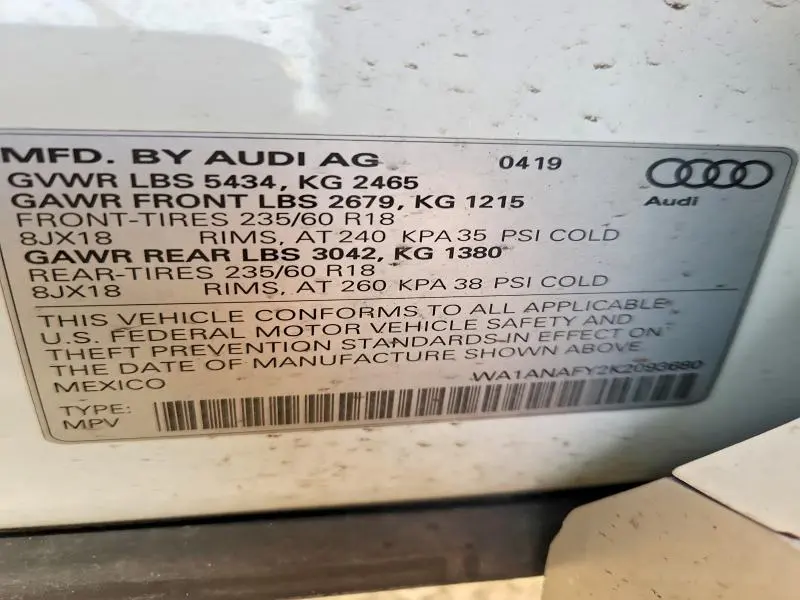 MFD. BY AUDI AG 0419
GVWR LBS 5434, KG 2465
Audi
GAWR FRONT LBS 2679, KG 1215
FRONT-TIRES 235/60 R18
8JX18 RIMS, AT 240 KPA 35 PSI COLD
GAWR REAR LBS 3042, KG 1380
REAR-TIRES 235/60 R18
8JX18 RIMS, AT 260 KPA 38 PSI COLD
THIS VEHICLE CONFORMS TO ALL APPLICABLE
U.S. FEDERAL MOTOR VEHICLE SAFETY AND
THEFT PREVENTION STANDARDS IN EFFECT ON
THE DATE OF MANUFACTURE SHOWN ABOVE
MEXICO WA1ANAFY2K2093680
TYPE:
MPV